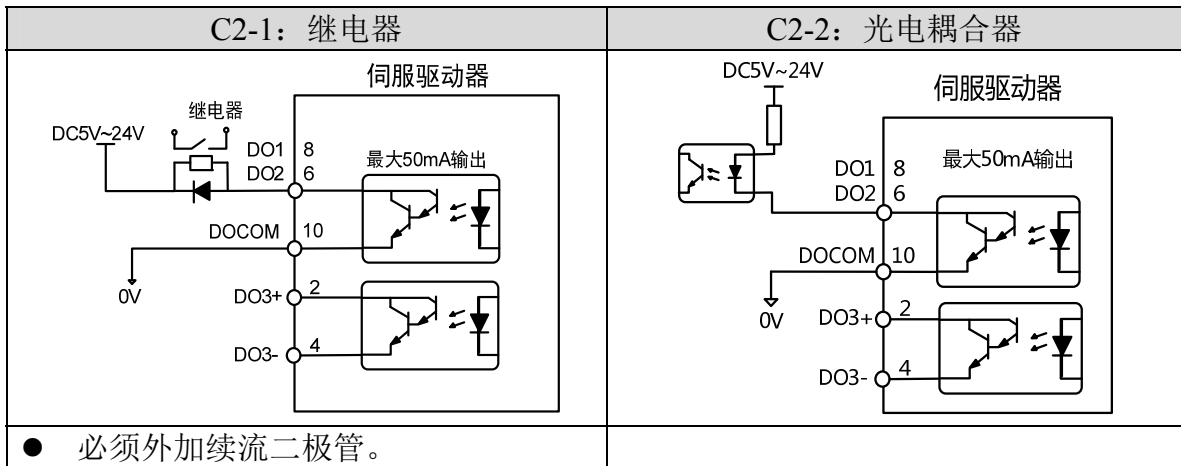 C2-1：继电器
C2-2：光电耦合器
伺服驱动器
继电器
DC5V~24V
DO1 8
DO2 6
最大50mA输出
DOCOM 10
0V
DO3+ 2
DO3- 4
DC5V~24V
伺服驱动器
DO1 8
DO2 6
最大50mA输出
DOCOM 10
0V
DO3+ 2
DO3- 4
● 必须外加续流二极管。